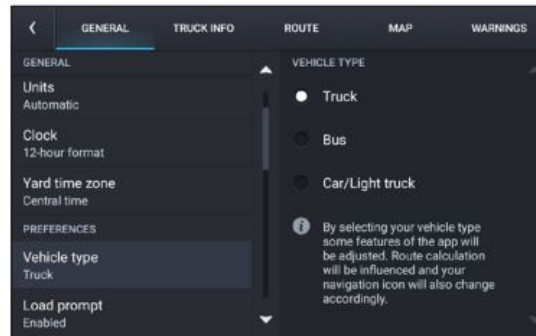 GENERAL TRUCK INFO ROUTE MAP WARNINGS
GENERAL
Units
Automatic
Clock
12-hour format
Yard time zone
Central time
PREFERENCES
Vehicle type
Truck
Load prompt
Enabled
VEHICLE TYPE
Truck
Bus
Car/Light truck
By selecting your vehicle type
some features of the app will
be adjusted. Route calculation
will be influenced and your
navigation icon will also change
accordingly.